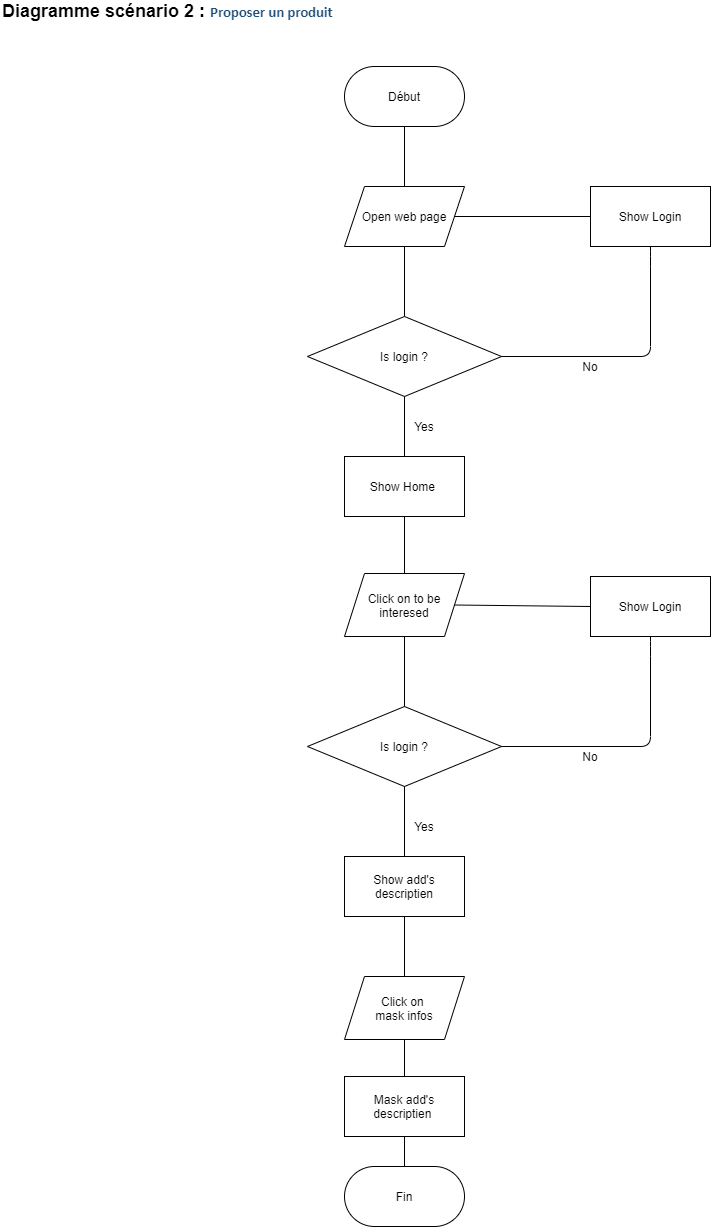 Diagramme scénario 2 : Proposer un produit
Début
Open web page
Show Login
Is login ?
No
Yes
Show Home
Click on to be
interesed
Show Login
Is login ?
No
Yes
Show add's
descriptien
Click on
mask infos
Mask add's
descriptien
Fin